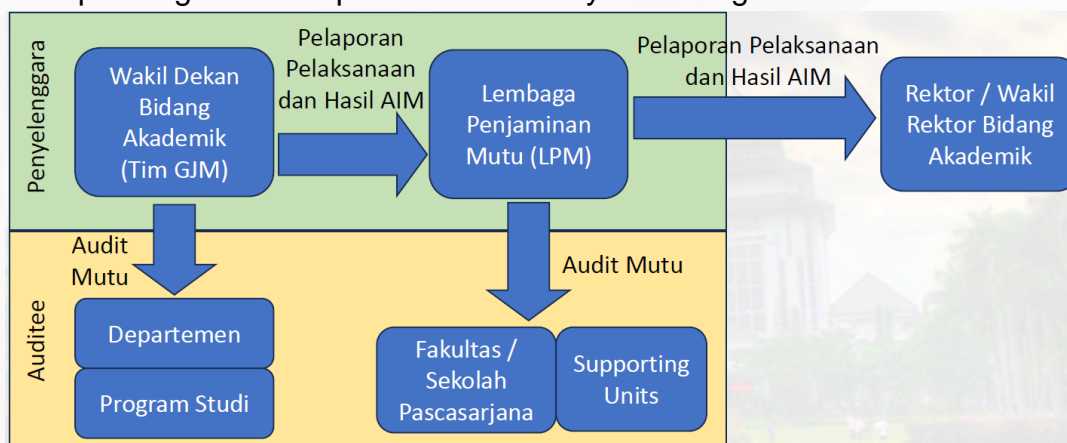 Penyelenggara
Wakil Dekan
Bidang
Akademik
(Tim GJM)
Pelaporan
Pelaksanaan
dan Hasil AIM
Lembaga
Penjaminan
Mutu (LPM)
Pelaporan Pelaksanaan
dan Hasil AIM
Rektor / Wakil
Rektor Bidang
Akademik
Auditee
Audit
Mutu
Departemen
Program Studi
Audit Mutu
Fakultas /
Sekolah
Pascasarjana
Supporting
Units